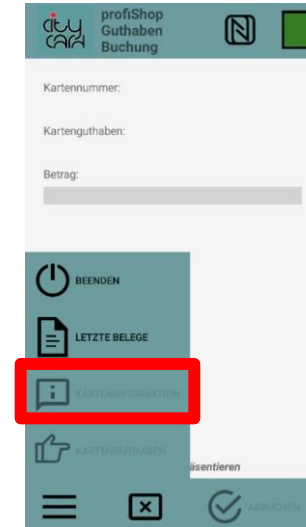 city card
profiShop
Guthaben
Buchung
Kartennummer:
Kartenguthaben:
Betrag:
BEENDEN
LETZTE BELEGE
KARTENINFORMATION
KARTENGUTHABEN
äsentieren
ABBUCHEN